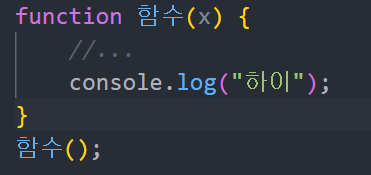 function 함수(x) {
    //...
    console.log("하이");
}
함수();